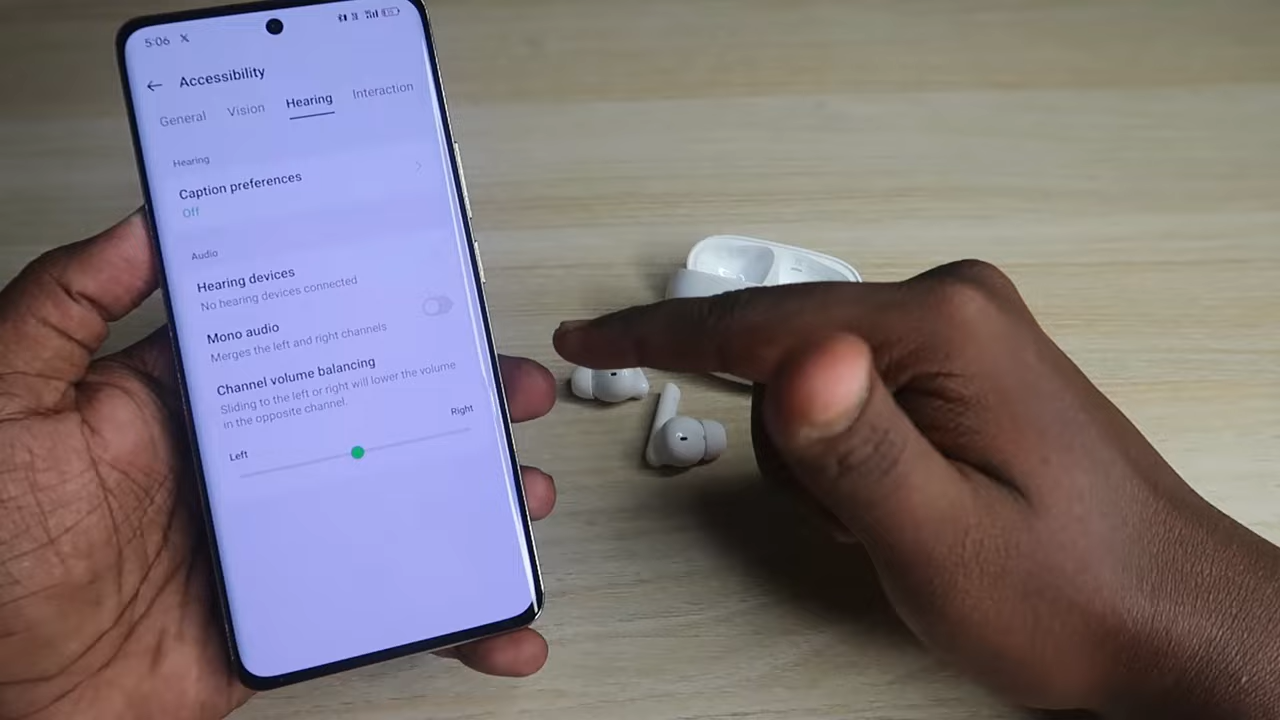 5:06 X
Accessibility
General Vision Hearing Interaction
Hearing
Caption preferences
Off
Audio
Hearing devices
No hearing devices connected
Mono audio
Merges the left and right channels
Channel volume balancing
Sliding to the left or right will lower the volume
in the opposite channel.
Left Right